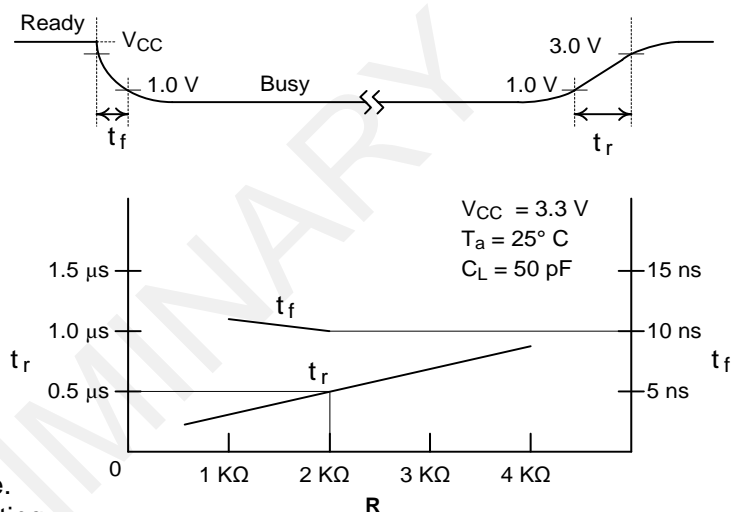 Ready
VCC
3.0 V
1.0 V
Busy
1.0 V
tf
tr
VCC = 3.3 V
Ta = 25° C
CL = 50 pF
1.5 µs
15 ns
tf
1.0 µs
10 ns
tr
tr
tf
0.5 µs
5 ns
0
1 KΩ
2 KΩ
3 KΩ
4 KΩ
e.
R
IMINARY